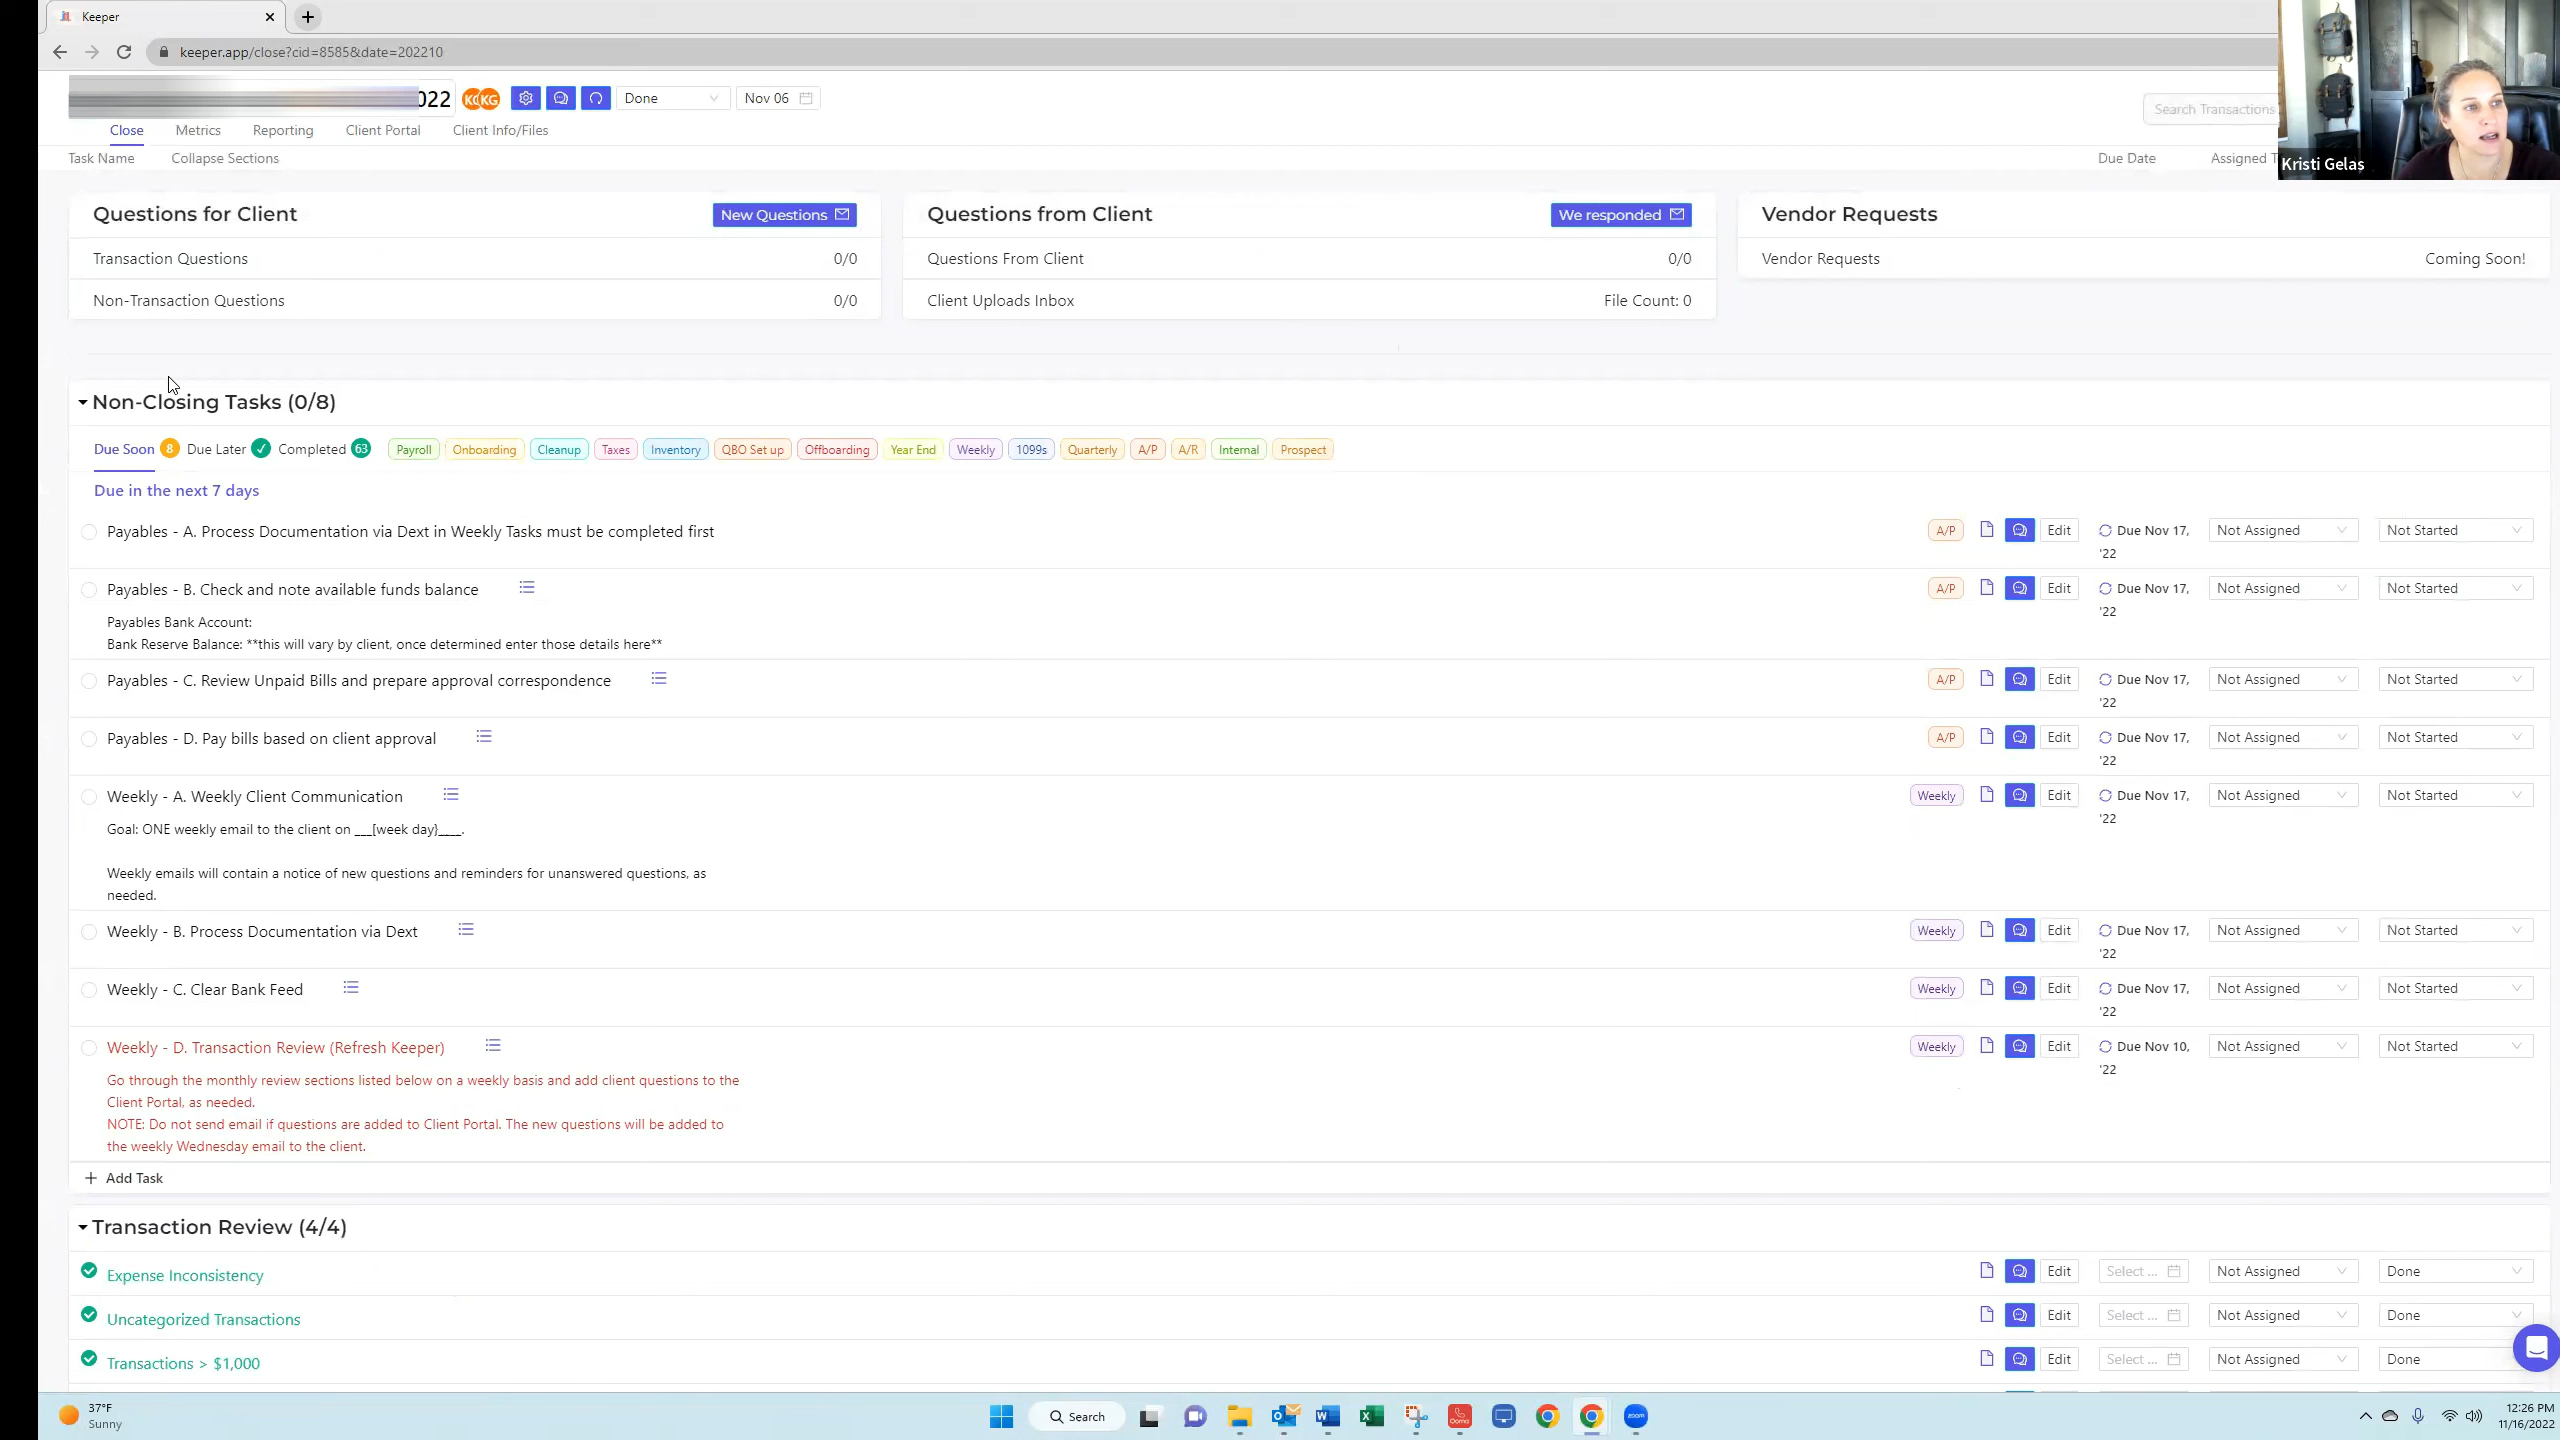 Keeper
keeper.app/close?cid=8585&date=202210
022 KG Done Nov 06
Search Transactions
Kristi Gelas
Close Metrics Reporting Client Portal Client Info/Files
Task Name Collapse Sections Due Date Assigned T
Questions for Client New Questions
Transaction Questions 0/0
Non-Transaction Questions 0/0
Questions from Client We responded
Questions From Client 0/0
Client Uploads Inbox File Count: 0
Vendor Requests
Vendor Requests Coming Soon!
Non-Closing Tasks (0/8)
Due Soon 8 Due Later Completed 63 Payroll Onboarding Cleanup Taxes Inventory QBO Set up Offboarding Year End Weekly 1099s Quarterly A/P A/R Internal Prospect
Due in the next 7 days
Payables - A. Process Documentation via Dext in Weekly Tasks must be completed first A/P Edit Due Nov 17, Not Assigned Not Started
'22
Payables - B. Check and note available funds balance A/P Edit Due Nov 17, Not Assigned Not Started
'22
Payables Bank Account:
Bank Reserve Balance: **this will vary by client, once determined enter those details here**
Payables - C. Review Unpaid Bills and prepare approval correspondence A/P Edit Due Nov 17, Not Assigned Not Started
'22
Payables - D. Pay bills based on client approval A/P Edit Due Nov 17, Not Assigned Not Started
'22
Weekly - A. Weekly Client Communication Weekly Edit Due Nov 17, Not Assigned Not Started
'22
Goal: ONE weekly email to the client on ___[week day}____.
Weekly emails will contain a notice of new questions and reminders for unanswered questions, as
needed.
Weekly - B. Process Documentation via Dext Weekly Edit Due Nov 17, Not Assigned Not Started
'22
Weekly - C. Clear Bank Feed Weekly Edit Due Nov 17, Not Assigned Not Started
'22
Weekly - D. Transaction Review (Refresh Keeper) Weekly Edit Due Nov 10, Not Assigned Not Started
'22
Go through the monthly review sections listed below on a weekly basis and add client questions to the
Client Portal, as needed.
NOTE: Do not send email if questions are added to Client Portal. The new questions will be added to
the weekly Wednesday email to the client.
+ Add Task
Transaction Review (4/4)
Expense Inconsistency Edit Select ... Not Assigned Done
Uncategorized Transactions Edit Select ... Not Assigned Done
Transactions > $1,000 Edit Select ... Not Assigned Done
37°F
Sunny
Search
12:26 PM
11/16/2022